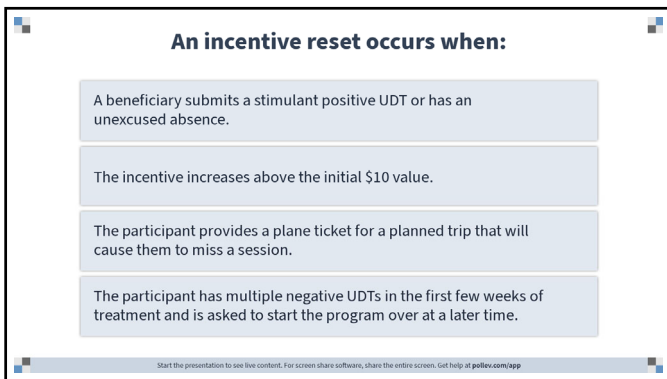 An incentive reset occurs when:
A beneficiary submits a stimulant positive UDT or has an
unexcused absence.
The incentive increases above the initial $10 value.
The participant provides a plane ticket for a planned trip that will
cause them to miss a session.
The participant has multiple negative UDTs in the first few weeks of
treatment and is asked to start the program over at a later time.
Start the presentation to see live content. For screen share software, share the entire screen. Get help at pollev.com/app